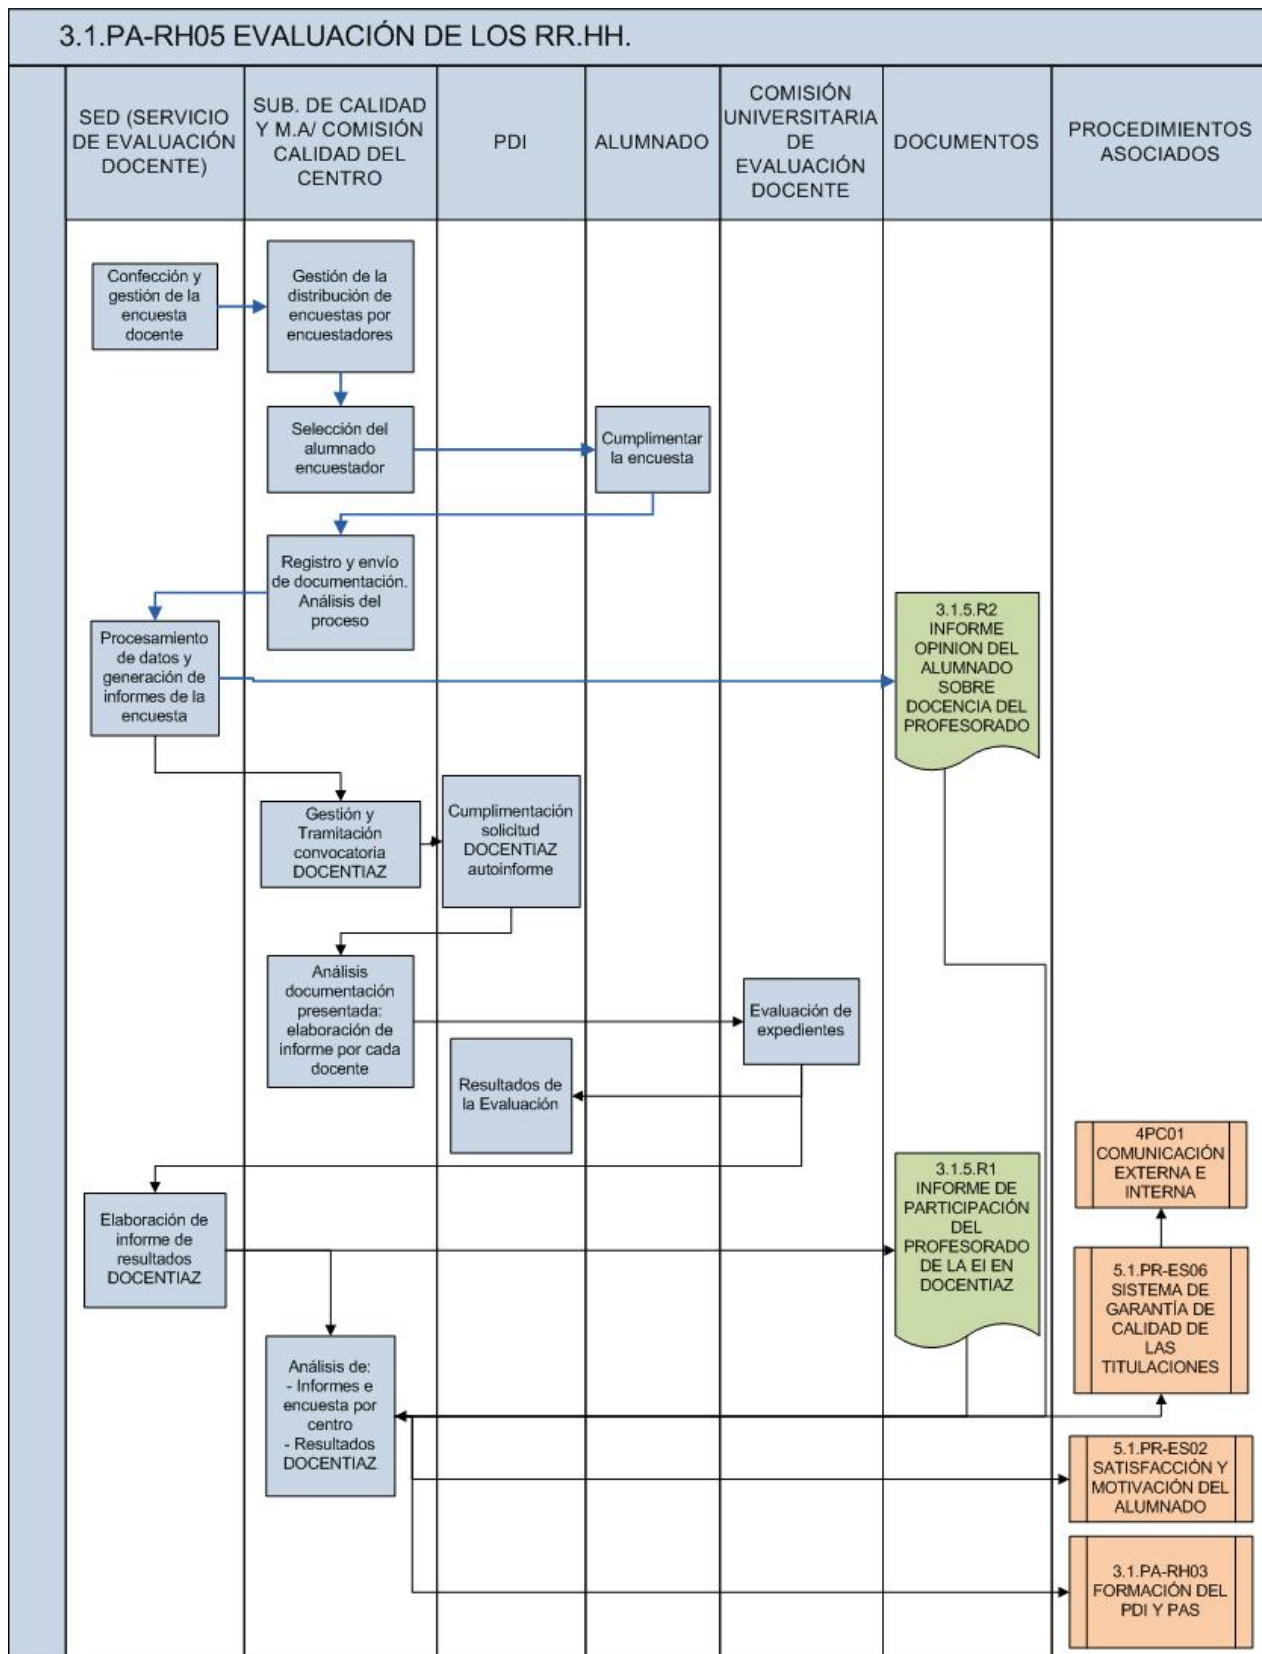 3.1.PA-RH05 EVALUACIÓN DE LOS RR.HH.
SED (SERVICIO
DE EVALUACIÓN
DOCENTE)
SUB. DE CALIDAD
Y M.A/ COMISIÓN
CALIDAD DEL
CENTRO
PDI
ALUMNADO
COMISIÓN
UNIVERSITARIA
DE
EVALUACIÓN
DOCENTE
DOCUMENTOS
PROCEDIMIENTOS
ASOCIADOS
Confección y
gestión de la
encuesta
docente
Gestión de la
distribución de
encuestas por
encuestadores
Selección del
alumnado
encuestador
Cumplimentar
la encuesta
Registro y envío
de documentación.
Análisis del
proceso
Procesamiento
de datos y
generación de
informes de la
encuesta
3.1.5.R2
INFORME
OPINION DEL
ALUMNADO
SOBRE
DOCENCIA DEL
PROFESORADO
Gestión y
Tramitación
convocatoria
DOCENTIAZ
Cumplimentación
solicitud
DOCENTIAZ
autoinforme
Análisis
documentación
presentada:
elaboración de
informe por cada
docente
Evaluación de
expedientes
Resultados de
la Evaluación
4PC01
COMUNICACIÓN
EXTERNA E
INTERNA
3.1.5.R1
INFORME DE
PARTICIPACIÓN
DEL
PROFESORADO
DE LA EI EN
DOCENTIAZ
Elaboración de
informe de
resultados
DOCENTIAZ
5.1.PR-ES06
SISTEMA DE
GARANTÍA DE
CALIDAD DE
LAS
TITULACIONES
Análisis de:
- Informes e
encuesta por
centro
- Resultados
DOCENTIAZ
5.1.PR-ES02
SATISFACCIÓN Y
MOTIVACIÓN DEL
ALUMNADO
3.1.PA-RH03
FORMACIÓN DEL
PDI Y PAS